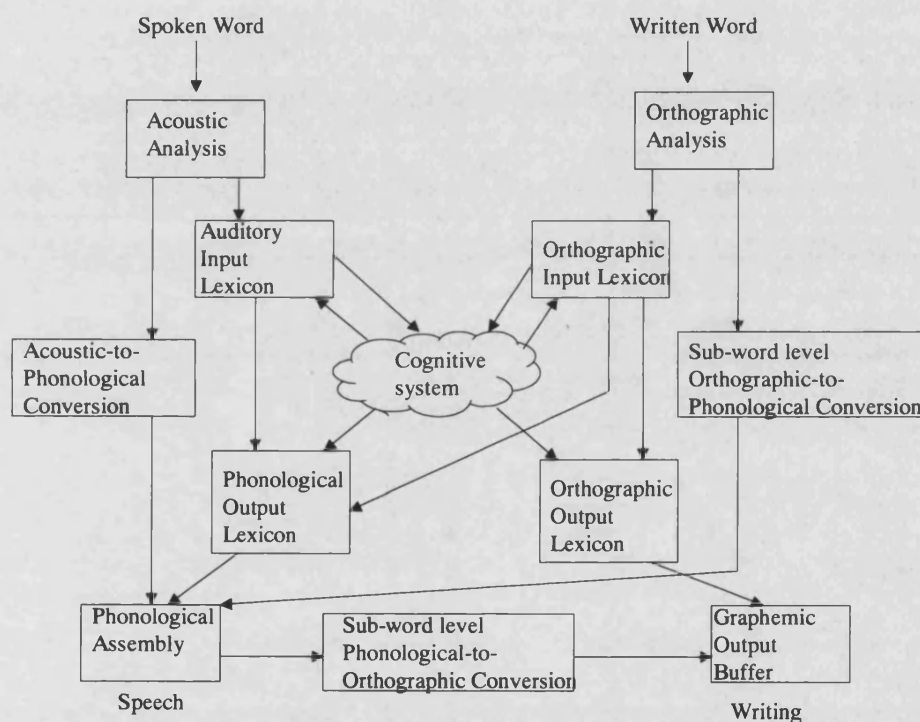 Spoken Word
Written Word
Acoustic
Analysis
Orthographic
Analysis
Auditory
Input
Lexicon
Orthographic
Input Lexicon
Acoustic-to-
Phonological
Conversion
Cognitive
system
Sub-word level
Orthographic-to-
Phonological Conversion
Phonological
Output
Lexicon
Orthographic
Output
Lexicon
Phonological
Assembly
Sub-word level
Phonological-to-
Orthographic Conversion
Graphemic
Output
Buffer
Speech
Writing